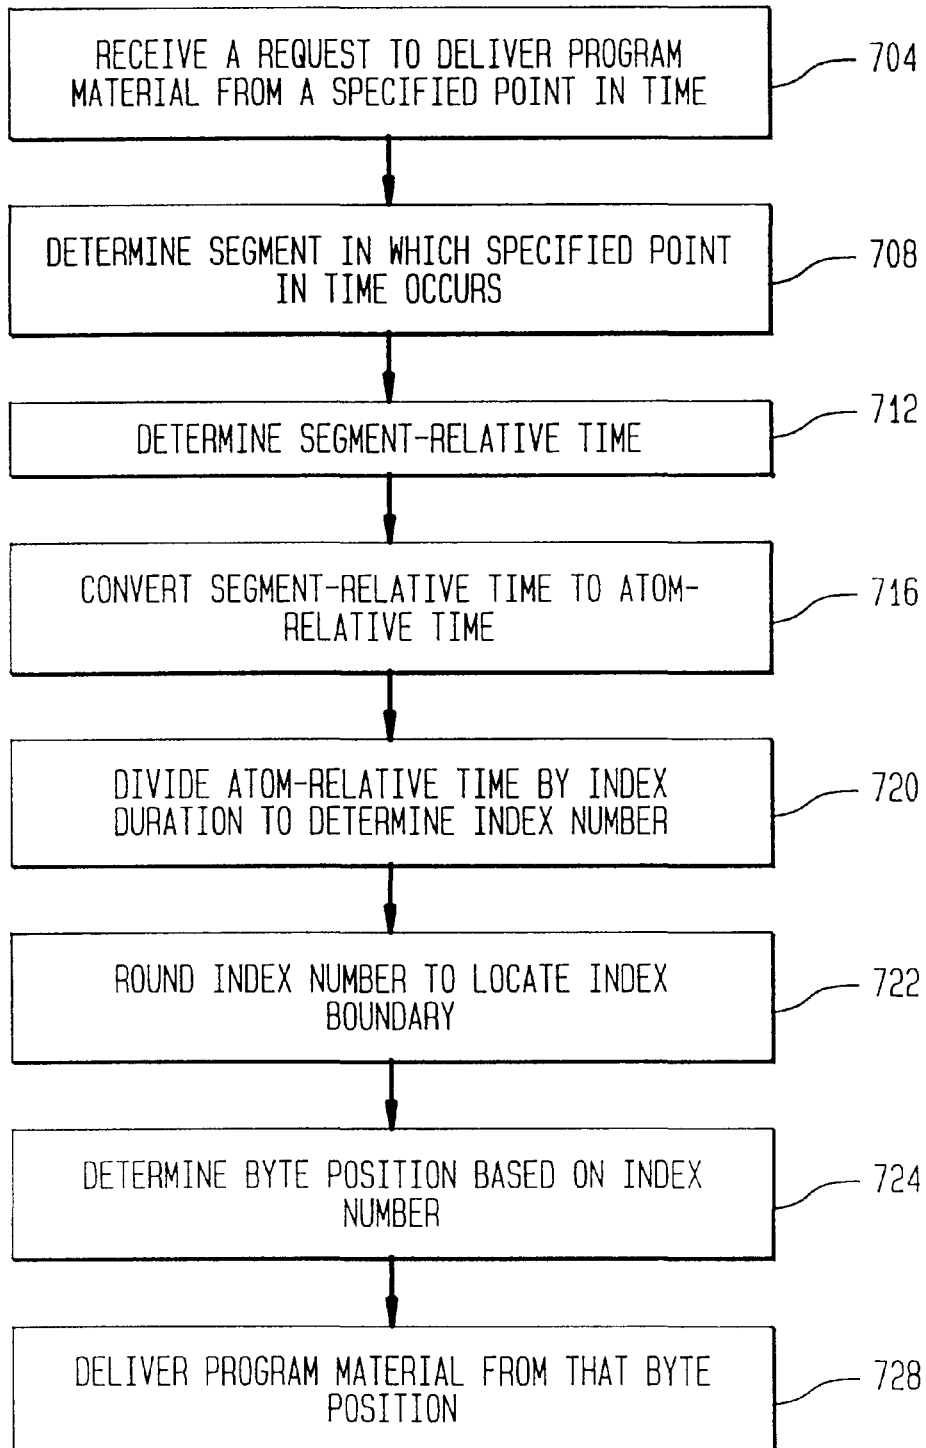 RECEIVE A REQUEST TO DELIVER PROGRAM
MATERIAL FROM A SPECIFIED POINT IN TIME
704
DETERMINE SEGMENT IN WHICH SPECIFIED POINT
IN TIME OCCURS
708
DETERMINE SEGMENT-RELATIVE TIME
712
CONVERT SEGMENT-RELATIVE TIME TO ATOM-
RELATIVE TIME
716
DIVIDE ATOM-RELATIVE TIME BY INDEX
DURATION TO DETERMINE INDEX NUMBER
720
ROUND INDEX NUMBER TO LOCATE INDEX
BOUNDARY
722
DETERMINE BYTE POSITION BASED ON INDEX
NUMBER
724
DELIVER PROGRAM MATERIAL FROM THAT BYTE
POSITION
728